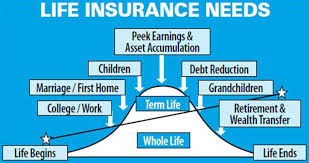 LIFE INSURANCE NEEDS
Peek Earnings &
Asset Accumulation
Children
Debt Reduction
Marriage / First Home
Grandchildren
College / Work
Term Life
Retirement &
Wealth Transfer
Whole Life
Life Begins
Life Ends